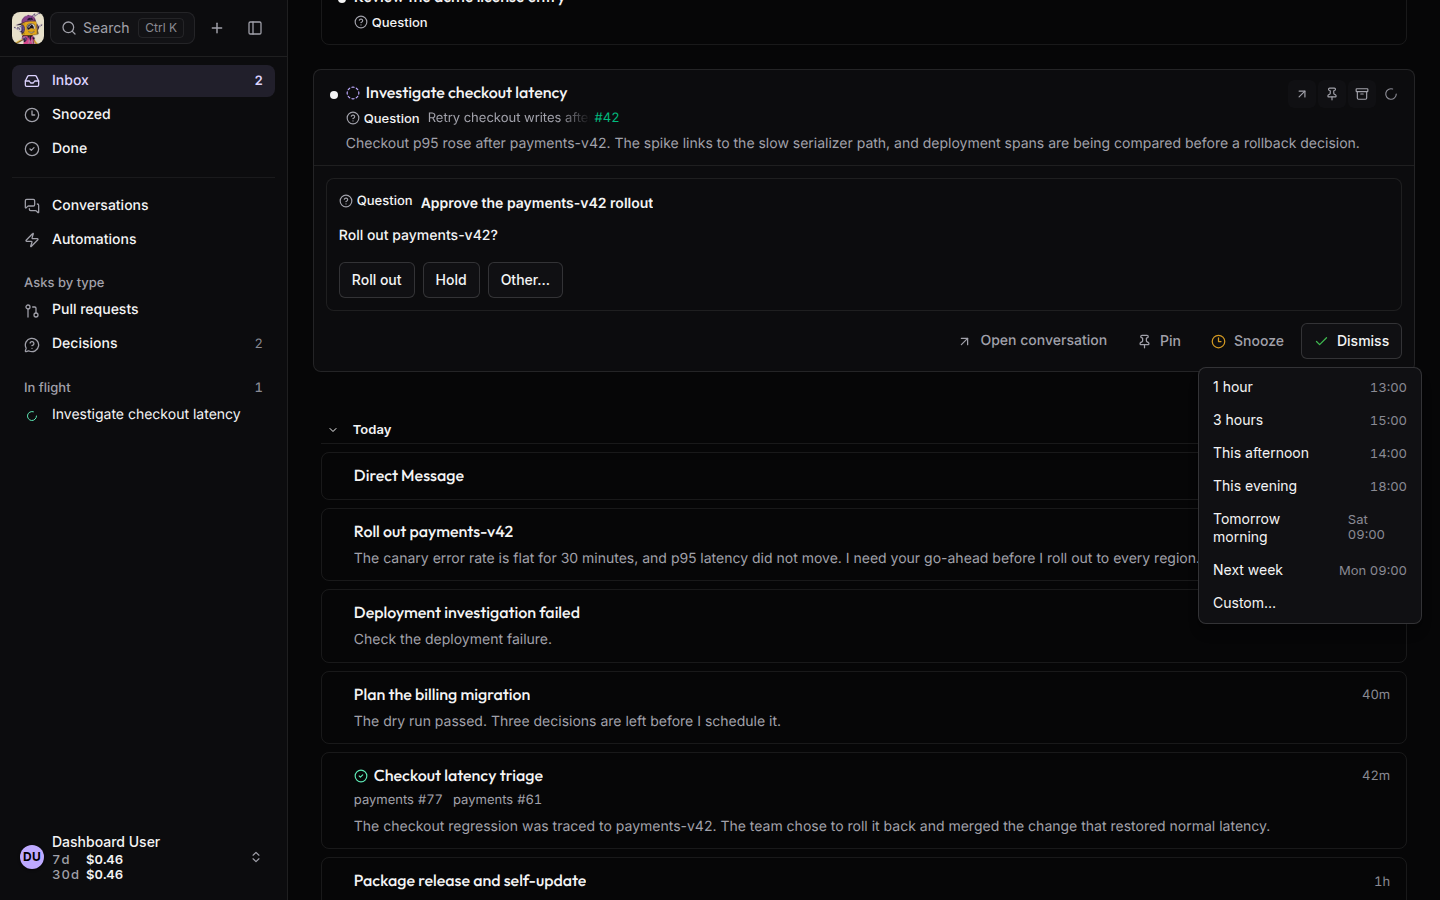 Search Ctrl K
Inbox 2
Snoozed
Done
Conversations
Automations
Asks by type
Pull requests
Decisions 2
In flight 1
Investigate checkout latency
Dashboard User
DU
7d $0.46
30d $0.46
Review the demo license entry
Question
Investigate checkout latency
Question Retry checkout writes afte #42
Checkout p95 rose after payments-v42. The spike links to the slow serializer path, and deployment spans are being compared before a rollback decision.
Question Approve the payments-v42 rollout
Roll out payments-v42?
Roll out Hold Other...
Open conversation Pin Snooze Dismiss
1 hour 13:00
3 hours 15:00
This afternoon 14:00
This evening 18:00
Tomorrow morning Sat 09:00
Next week Mon 09:00
Custom...
Today
Direct Message
Roll out payments-v42
The canary error rate is flat for 30 minutes, and p95 latency did not move. I need your go-ahead before I roll out to every region.
Deployment investigation failed
Check the deployment failure.
Plan the billing migration 40m
The dry run passed. Three decisions are left before I schedule it.
Checkout latency triage 42m
payments #77 payments #61
The checkout regression was traced to payments-v42. The team chose to roll it back and merged the change that restored normal latency.
Package release and self-update 1h